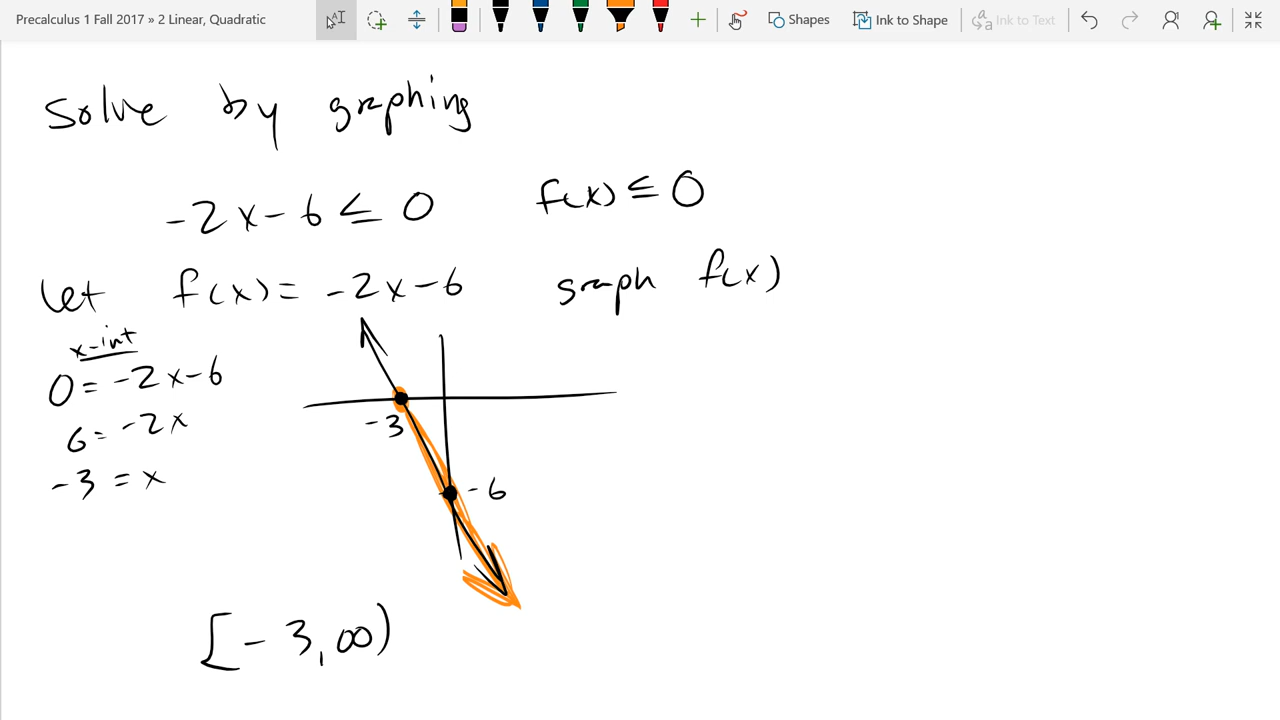 Precalculus 1 Fall 2017 » 2 Linear, Quadratic
Shapes
Ink to Shape
Ink to Text
Solve by graphing
-2x-6 ≤ 0 f(x) ≤ 0
Let f(x) = -2x-6 graph f(x)
x-int
0 = -2x-6
6 = -2x
-3 = x
-3
-6
[-3,∞)